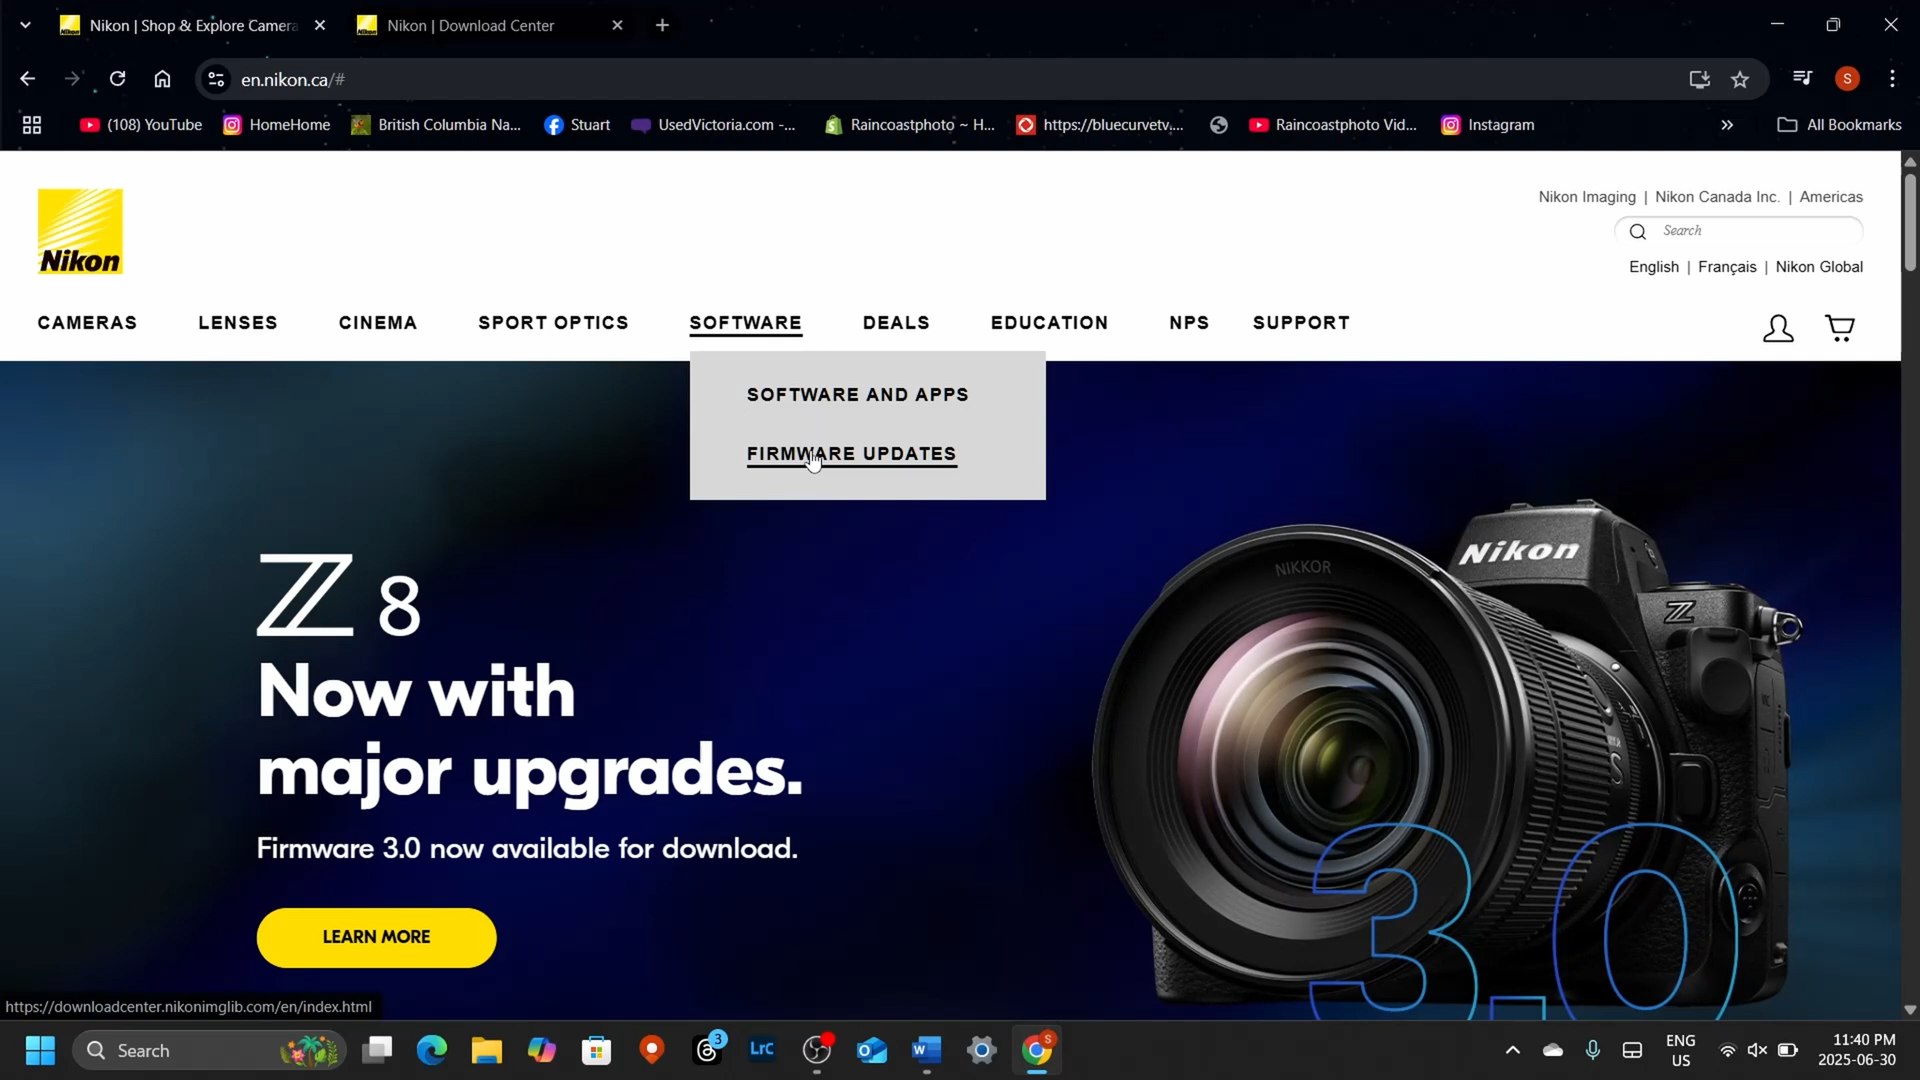 Nikon | Shop & Explore Camera
Nikon | Download Center
en.nikon.ca/#
S
(108) YouTube
HomeHome
British Columbia Na...
Stuart
UsedVictoria.com -...
Raincoastphoto ~ H...
https://bluecurvetv....
Raincoastphoto Vid...
Instagram
All Bookmarks
Nikon
Nikon Imaging | Nikon Canada Inc. | Americas
Search
English | Français | Nikon Global
CAMERAS
LENSES
CINEMA
SPORT OPTICS
SOFTWARE
DEALS
EDUCATION
NPS
SUPPORT
SOFTWARE AND APPS
FIRMWARE UPDATES
Z 8
Now with
major upgrades.
Firmware 3.0 now available for download.
LEARN MORE
Nikon
NIKKOR
Z
S
3.0
https://downloadcenter.nikonimglib.com/en/index.html
Search
3
LrC
S
ENG
US
11:40 PM
2025-06-30